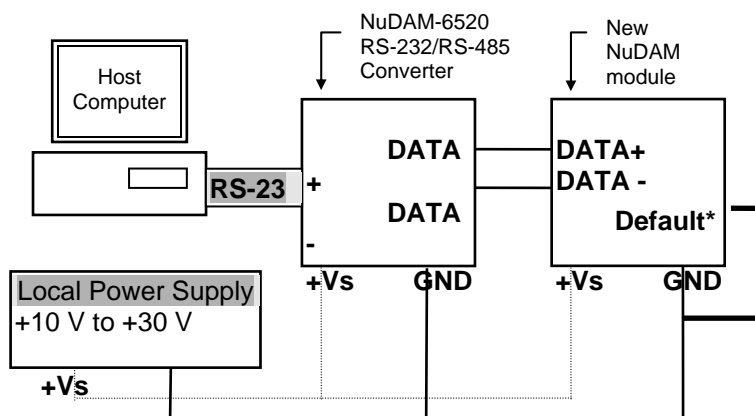 NuDAM-6520
RS-232/RS-485
Converter
New
NuDAM
module
Host
Computer
DATA
DATA+
RS-23
+
DATA -
DATA
Default*
-
+Vs
GND
+Vs
GND
Local Power Supply
+10 V to +30 V
+Vs